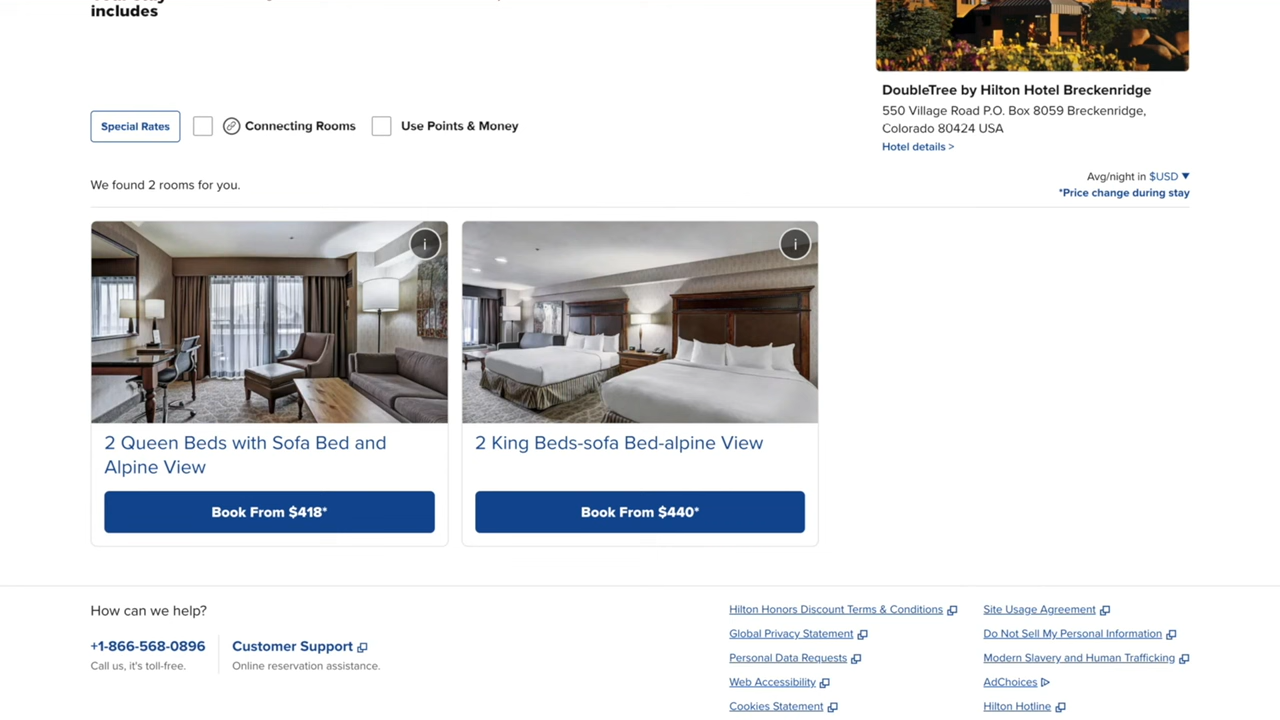 includes
DoubleTree by Hilton Hotel Breckenridge
550 Village Road P.O. Box 8059 Breckenridge,
Colorado 80424 USA
Hotel details >
Special Rates
Connecting Rooms
Use Points & Money
We found 2 rooms for you.
Avg/night in $USD ▼
*Price change during stay
i
i
2 Queen Beds with Sofa Bed and
Alpine View
Book From $418*
2 King Beds-sofa Bed-alpine View
Book From $440*
How can we help?
+1-866-568-0896
Call us, it's toll-free.
Customer Support
Online reservation assistance.
Hilton Honors Discount Terms & Conditions
Global Privacy Statement
Personal Data Requests
Web Accessibility
Cookies Statement
Site Usage Agreement
Do Not Sell My Personal Information
Modern Slavery and Human Trafficking
AdChoices
Hilton Hotline